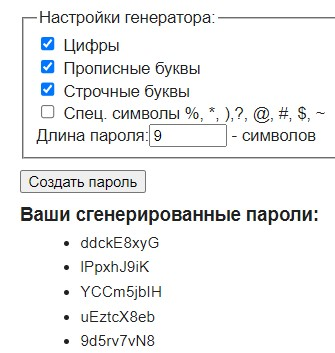 Настройки генератора:
Цифры
Прописные буквы
Строчные буквы
Спец. символы %, *, ),?, @, #, $, ~
Длина пароля: 9 - символов
Создать пароль
Ваши сгенерированные пароли:
ddckE8xyG
lPpxhJ9iK
YCCm5jbIH
uEztcX8eb
9d5rv7vN8